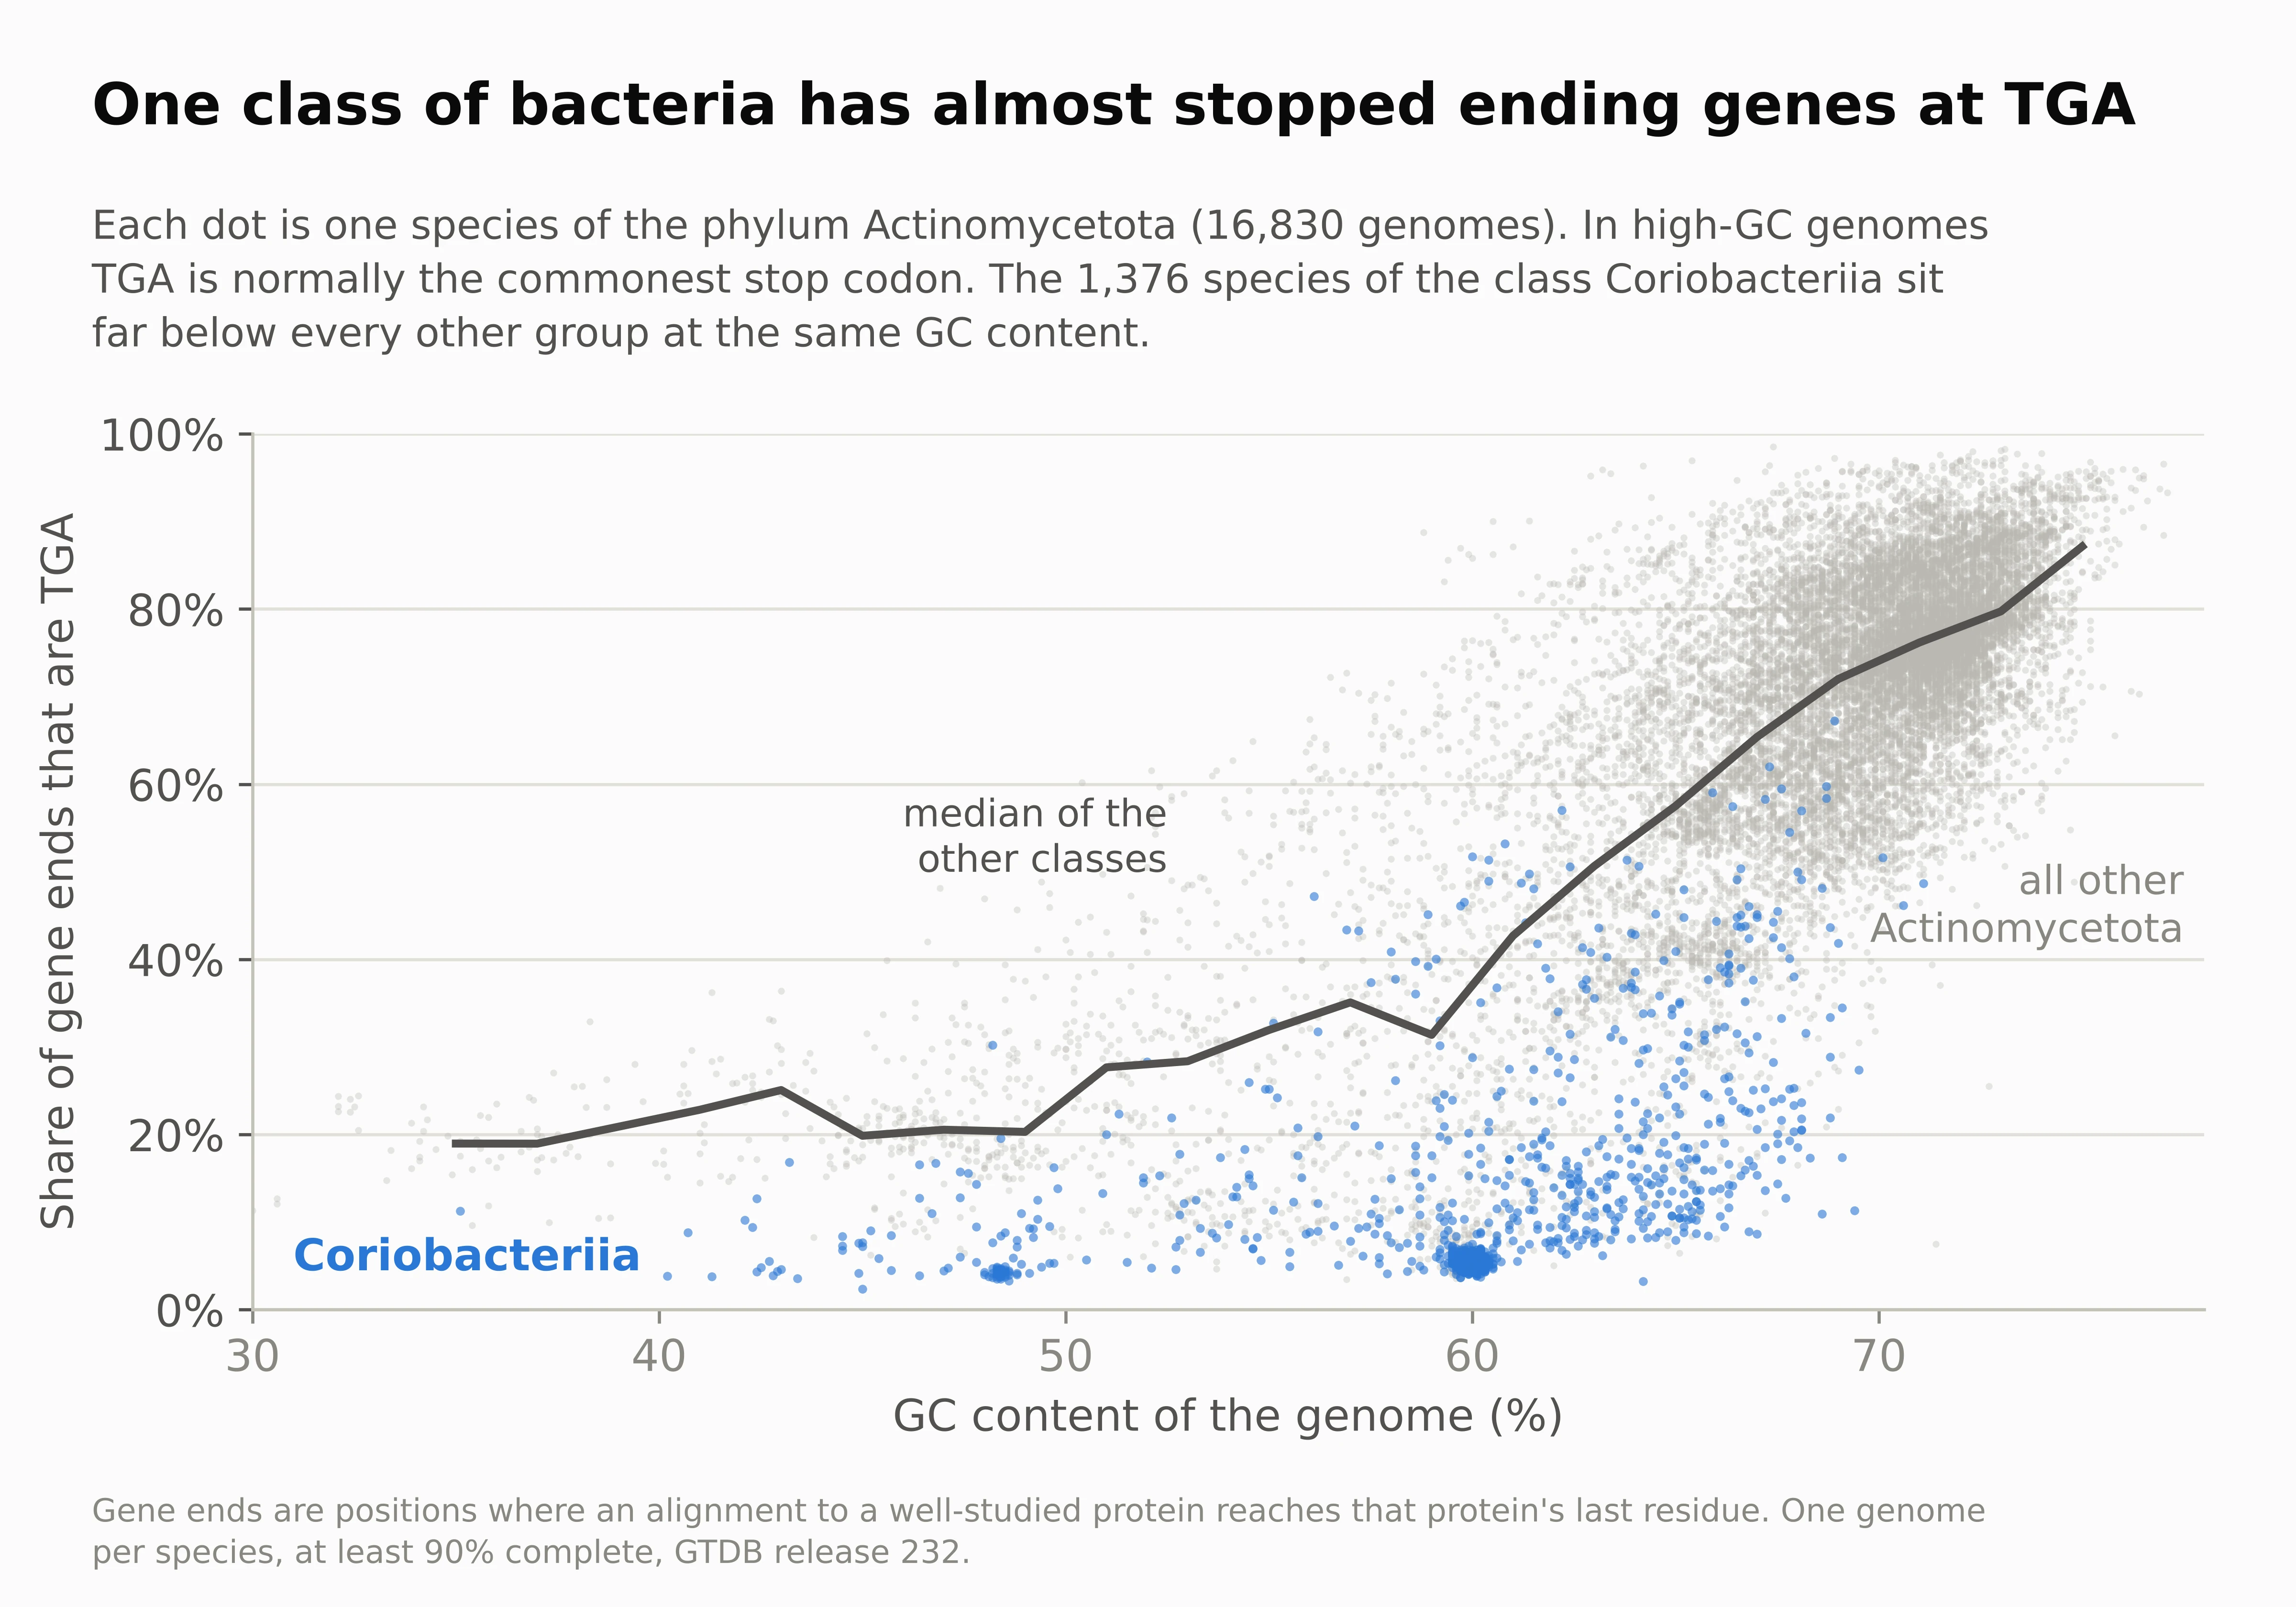 One class of bacteria has almost stopped ending genes at TGA
Each dot is one species of the phylum Actinomycetota (16,830 genomes). In high-GC genomes
TGA is normally the commonest stop codon. The 1,376 species of the class Coriobacteriia sit
far below every other group at the same GC content.
Share of gene ends that are TGA
100%
80%
60%
40%
20%
0%
median of the
other classes
all other
Actinomycetota
Coriobacteriia
30
40
50
60
70
GC content of the genome (%)
Gene ends are positions where an alignment to a well-studied protein reaches that protein's last residue. One genome
per species, at least 90% complete, GTDB release 232.